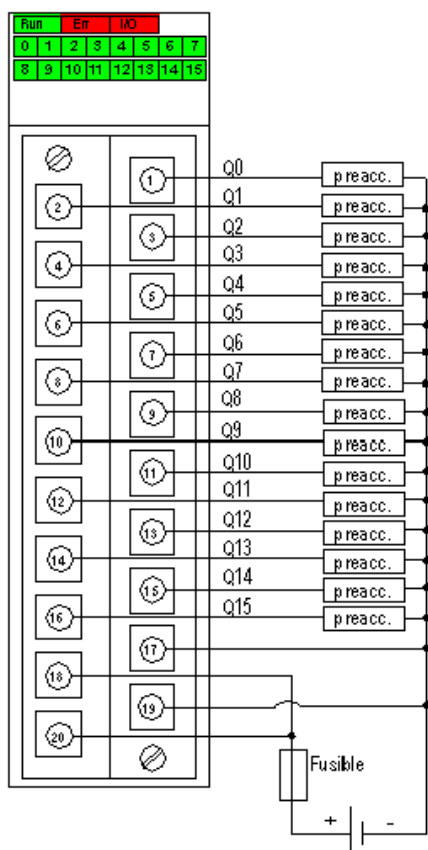 Run Err I/O
0 1 2 3 4 5 6 7
8 9 10 11 12 13 14 15
1 Q0 preacc.
2 Q1 preacc.
3 Q2 preacc.
4 Q3 preacc.
5 Q4 preacc.
6 Q5 preacc.
7 Q6 preacc.
8 Q7 preacc.
9 Q8 preacc.
10 Q9 preacc.
11 Q10 preacc.
12 Q11 preacc.
13 Q12 preacc.
14 Q13 preacc.
15 Q14 preacc.
16 Q15 preacc.
17
18
19
20
Fusible
+ -